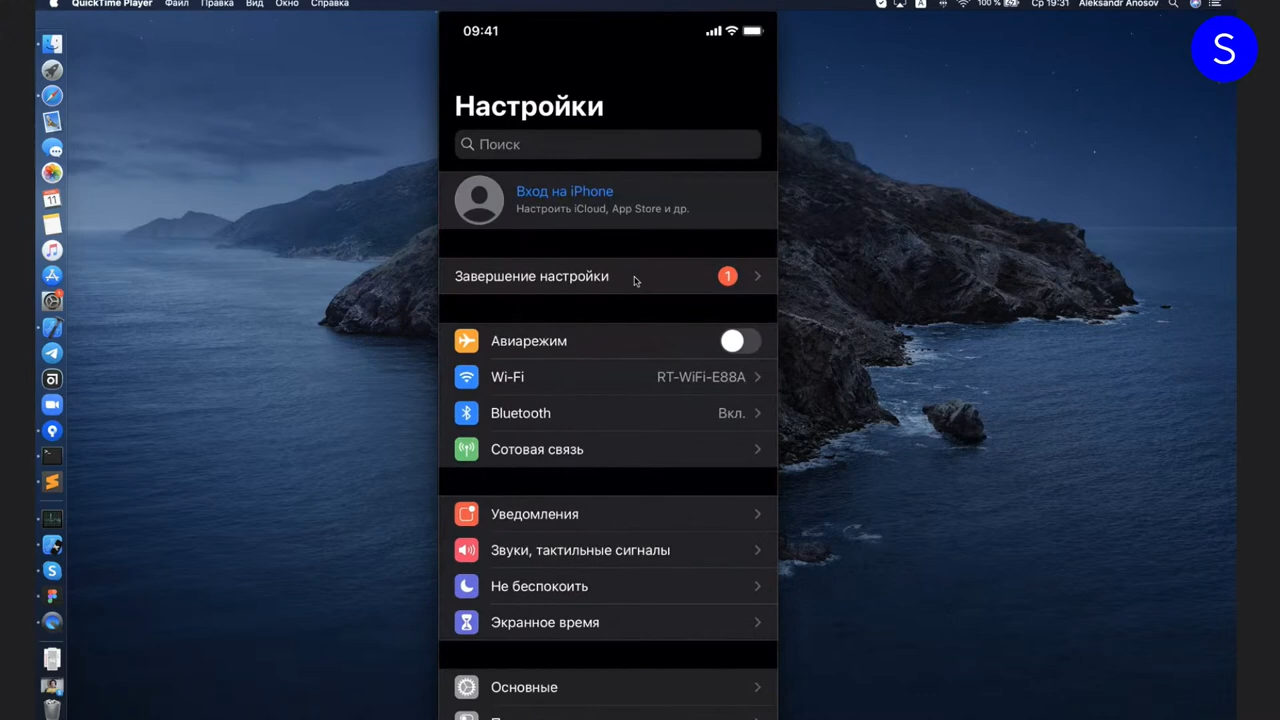 QuickTime Player Файл Правка Вид Окно Справка 100 % Ср 19:31 Aleksandr Anosov
S
09:41
Настройки
Поиск
Вход на iPhone
Настроить iCloud, App Store и др.
Завершение настройки 1
Авиарежим
Wi-Fi RT-WiFi-E88A
Bluetooth Вкл.
Сотовая связь
Уведомления
Звуки, тактильные сигналы
Не беспокоить
Экранное время
Основные